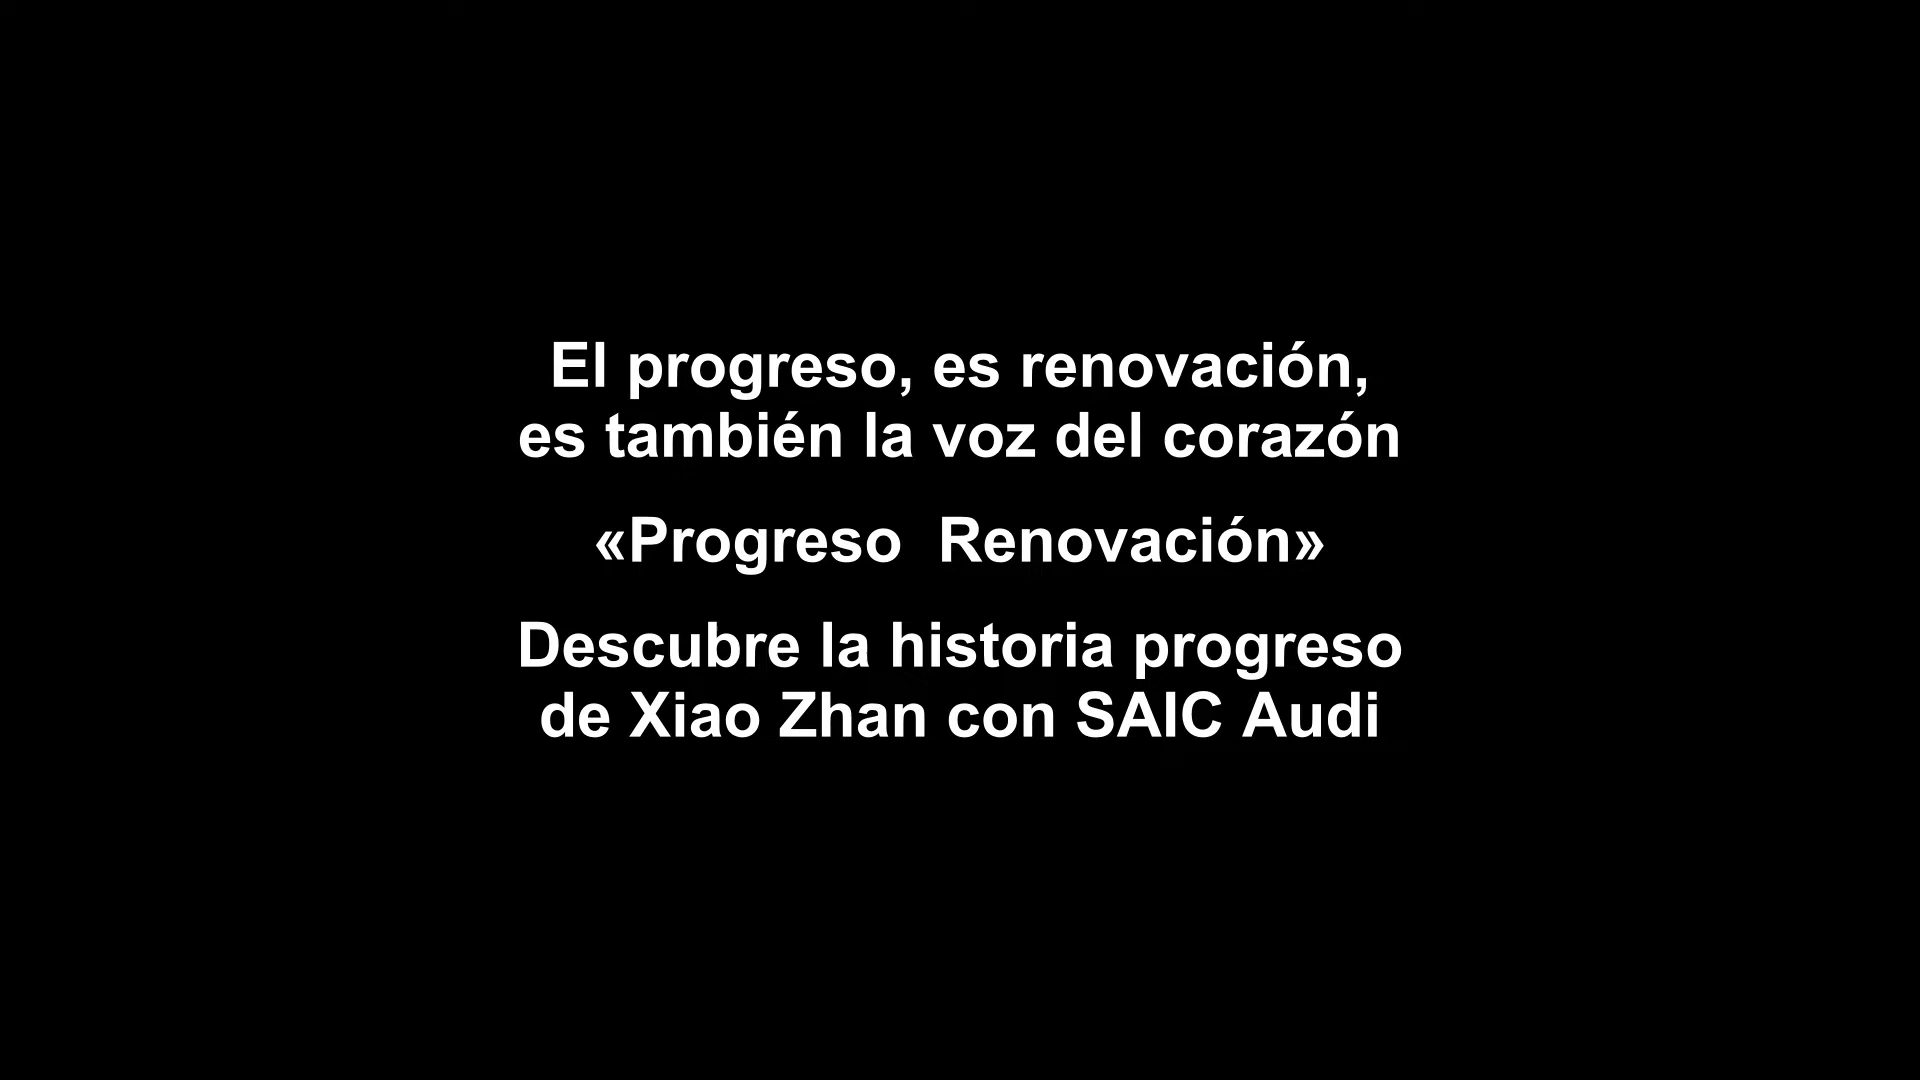 El progreso, es renovación,
es también la voz del corazón
«Progreso  Renovación»
Descubre la historia progreso
de Xiao Zhan con SAIC Audi